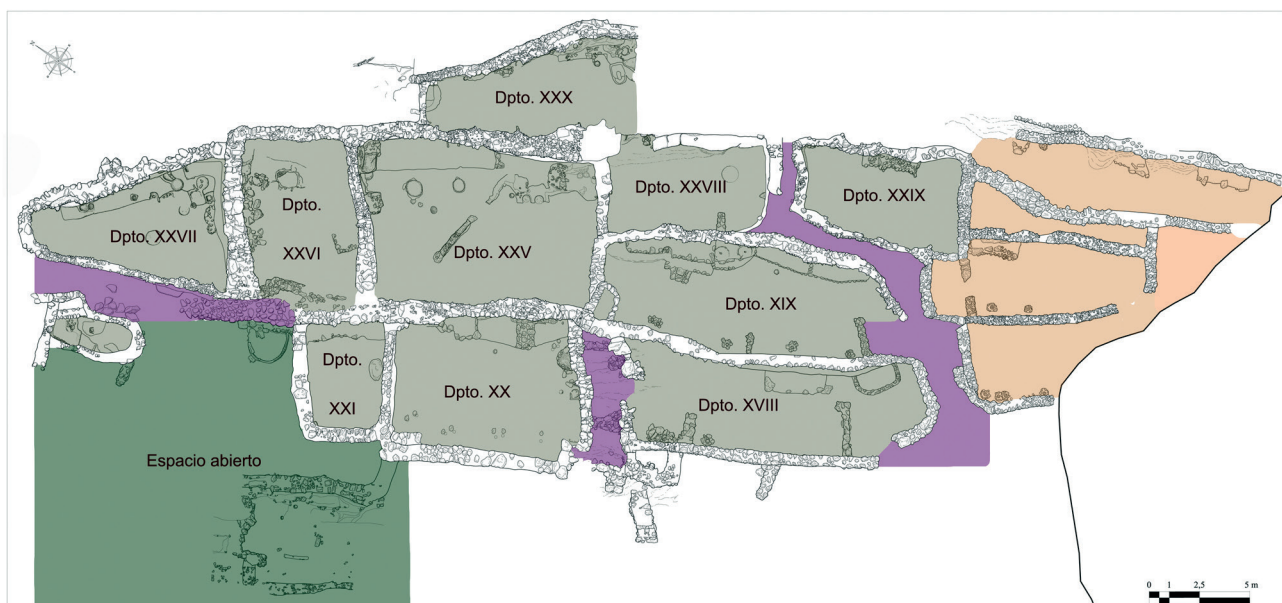 Dpto. XXX
Dpto. XXVIII
Dpto. XXIX
Dpto.
XXVI
Dpto. XXVII
Dpto. XXV
Dpto. XIX
Dpto.
XXI
Dpto. XX
Dpto. XVIII
Espacio abierto
0 1 2,5 5 m